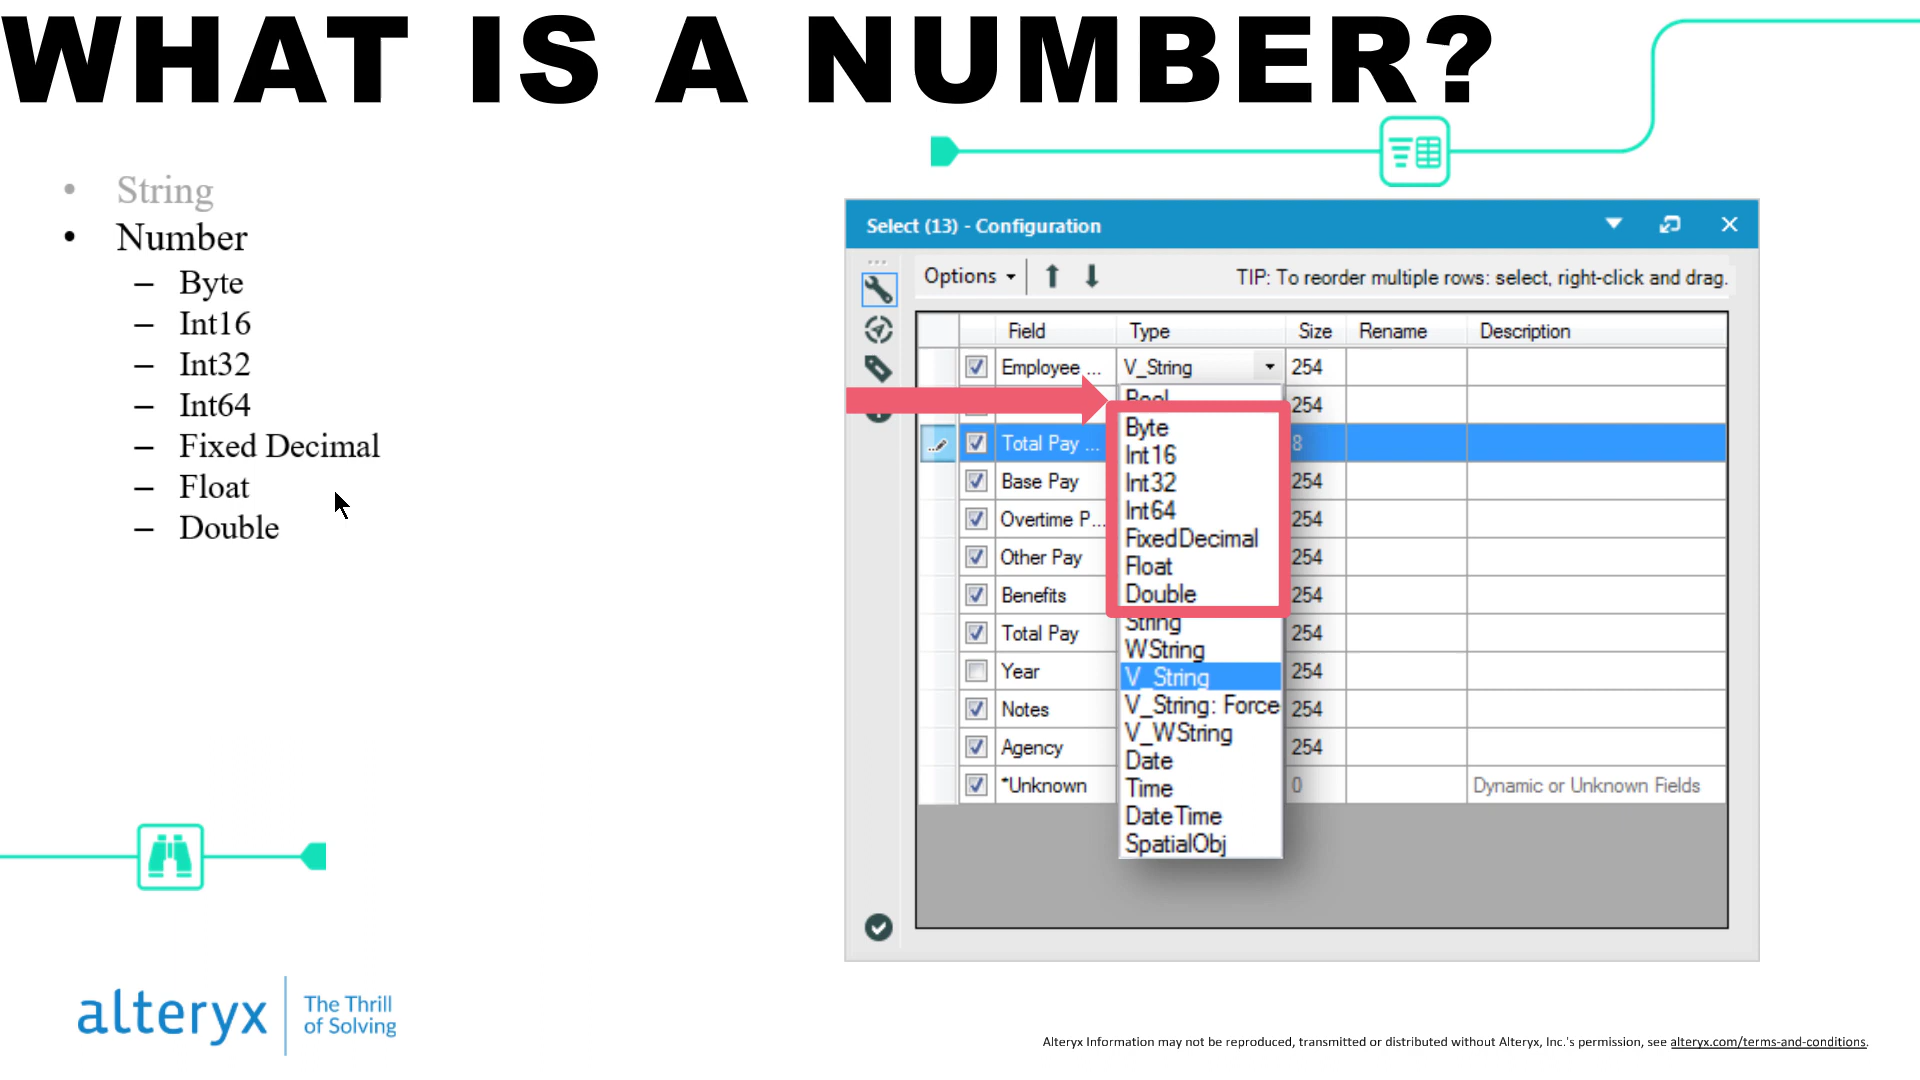 WHAT IS A NUMBER?
• String
• Number
– Byte
– Int16
– Int32
– Int64
– Fixed Decimal
– Float
– Double
Select (13) - Configuration
Options
TIP: To reorder multiple rows: select, right-click and drag.
Field Type Size Rename Description
Employee ... V_String 254
254
Total Pay ... 8
Base Pay 254
Overtime P... 254
Other Pay 254
Benefits 254
Total Pay 254
Year 254
Notes 254
Agency 254
*Unknown 0 Dynamic or Unknown Fields
Bool
Byte
Int16
Int32
Int64
FixedDecimal
Float
Double
String
WString
V_String
V_String: Force
V_WString
Date
Time
DateTime
SpatialObj
alteryx
The Thrill
of Solving
Alteryx Information may not be reproduced, transmitted or distributed without Alteryx, Inc.'s permission, see alteryx.com/terms-and-conditions.